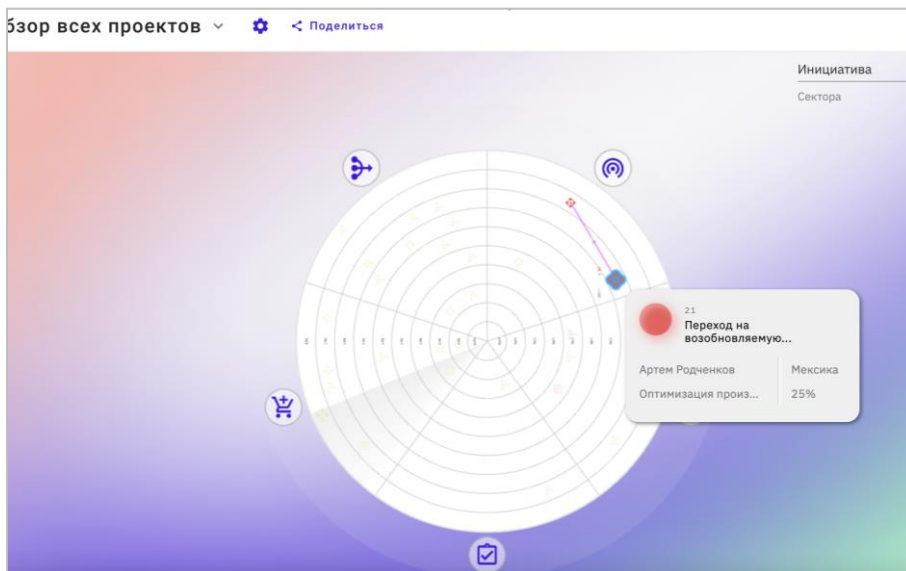 бзор всех проектов
Поделиться
Инициатива
Сектора
21
Переход на
возобновляемую...
Артем Родченков
Мексика
Оптимизация произ...
25%